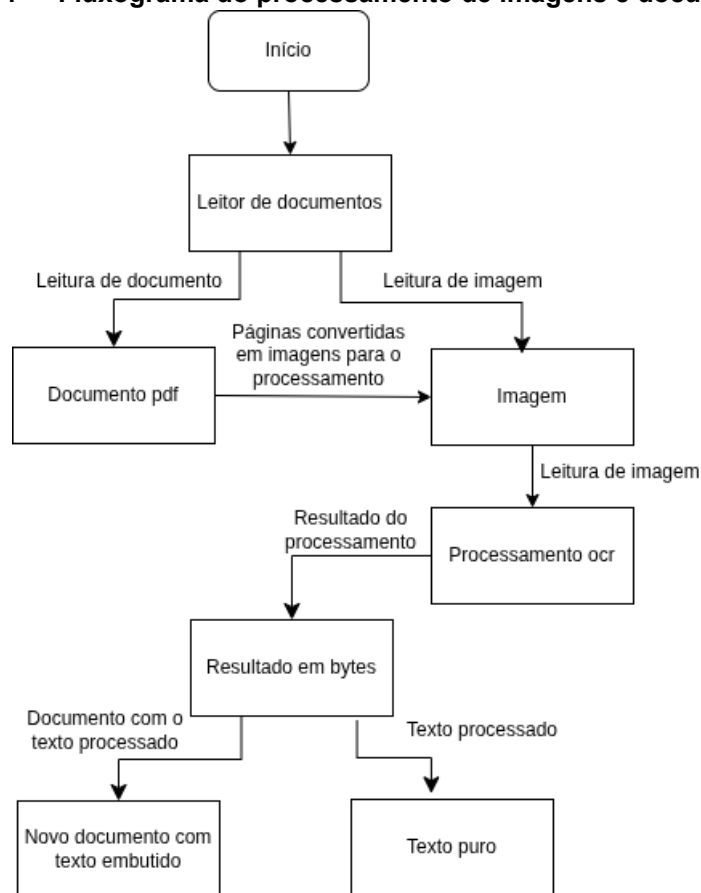 Início
Leitor de documentos
Leitura de documento
Leitura de imagem
Páginas convertidas
em imagens para o
processamento
Documento pdf
Imagem
Leitura de imagem
Resultado do
processamento
Processamento ocr
Resultado em bytes
Documento com o
texto processado
Texto processado
Novo documento com
texto embutido
Texto puro